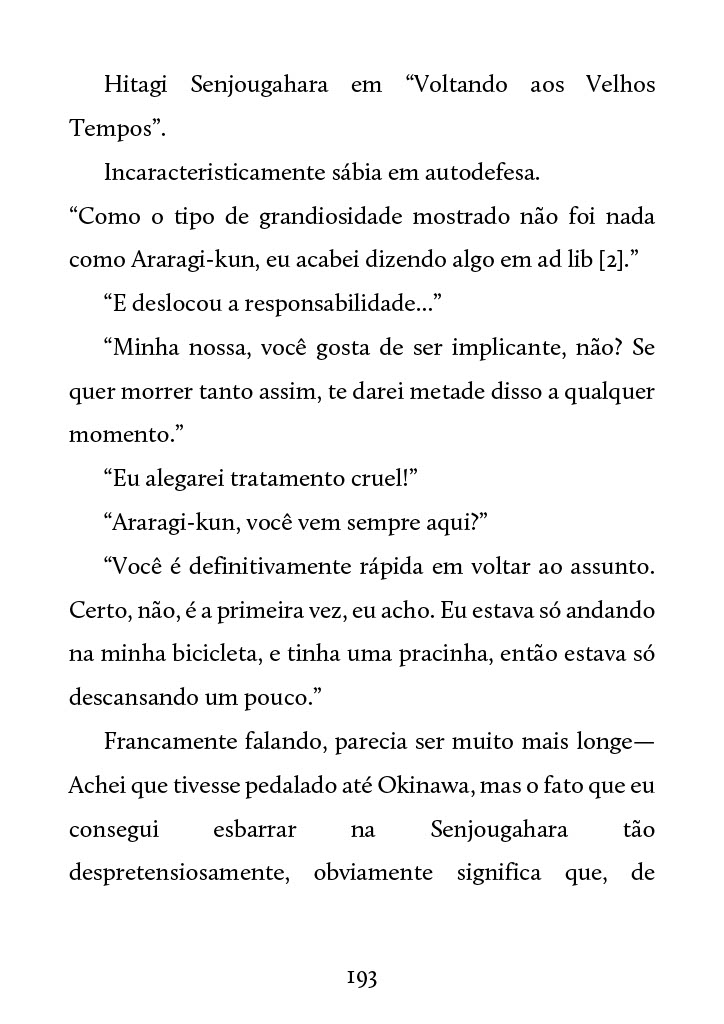 Hitagi Senjougahara em “Voltando aos Velhos
Tempos”.
Incaracteristicamente sábia em autodefesa.
“Como o tipo de grandiosidade mostrado não foi nada
como Araragi-kun, eu acabei dizendo algo em ad lib [2].”
“E deslocou a responsabilidade...”
“Minha nossa, você gosta de ser implicante, não? Se
quer morrer tanto assim, te darei metade disso a qualquer
momento.”
“Eu alegarei tratamento cruel!”
“Araragi-kun, você vem sempre aqui?”
“Você é definitivamente rápida em voltar ao assunto.
Certo, não, é a primeira vez, eu acho. Eu estava só andando
na minha bicicleta, e tinha uma pracinha, então estava só
descansando um pouco.”
Francamente falando, parecia ser muito mais longe—
Achei que tivesse pedalado até Okinawa, mas o fato que eu
consegui esbarrar na Senjougahara tão
despretensiosamente, obviamente significa que, de
193